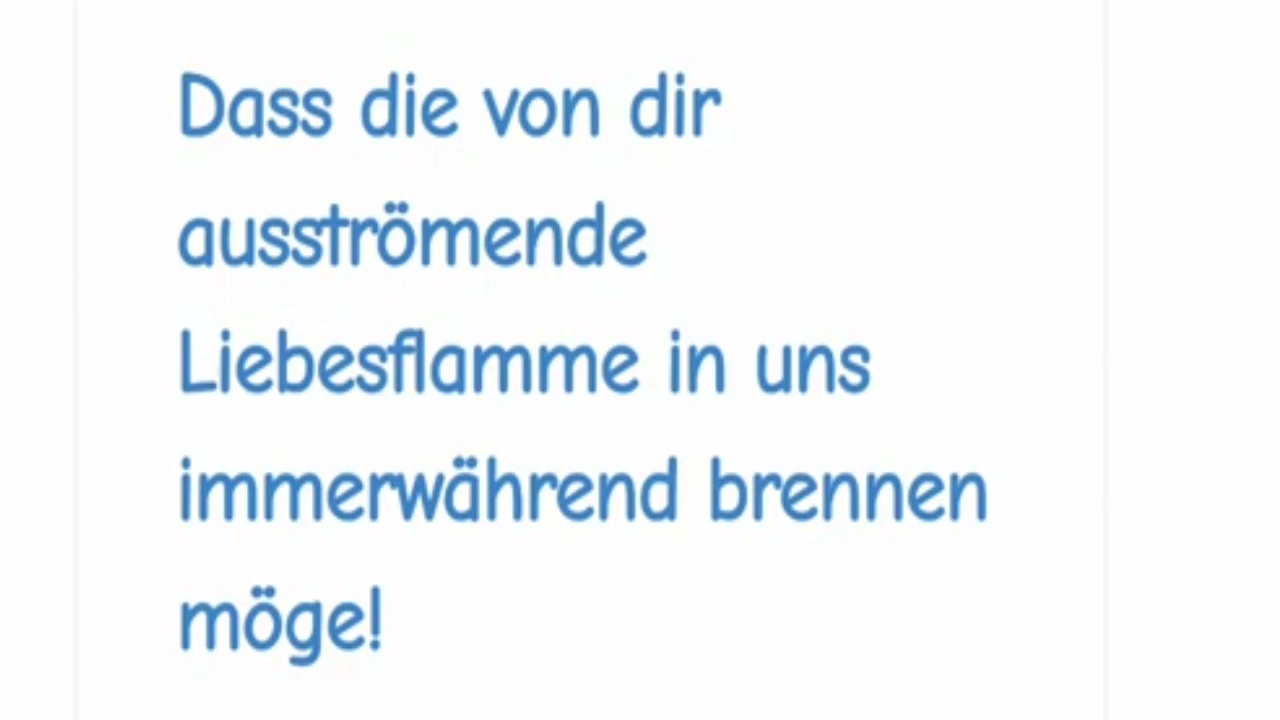 Dass die von dir
ausströmende
Liebesflamme in uns
immerwährend brennen
möge!